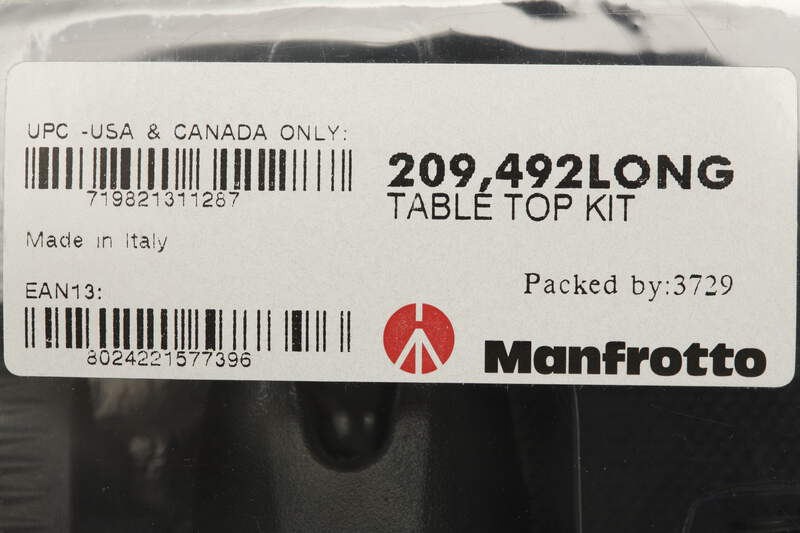 UPC -USA & CANADA ONLY:
719821311287
Made in Italy
EAN13:
8024221577396
209,492LONG
TABLE TOP KIT
Packed by:3729
Manfrotto